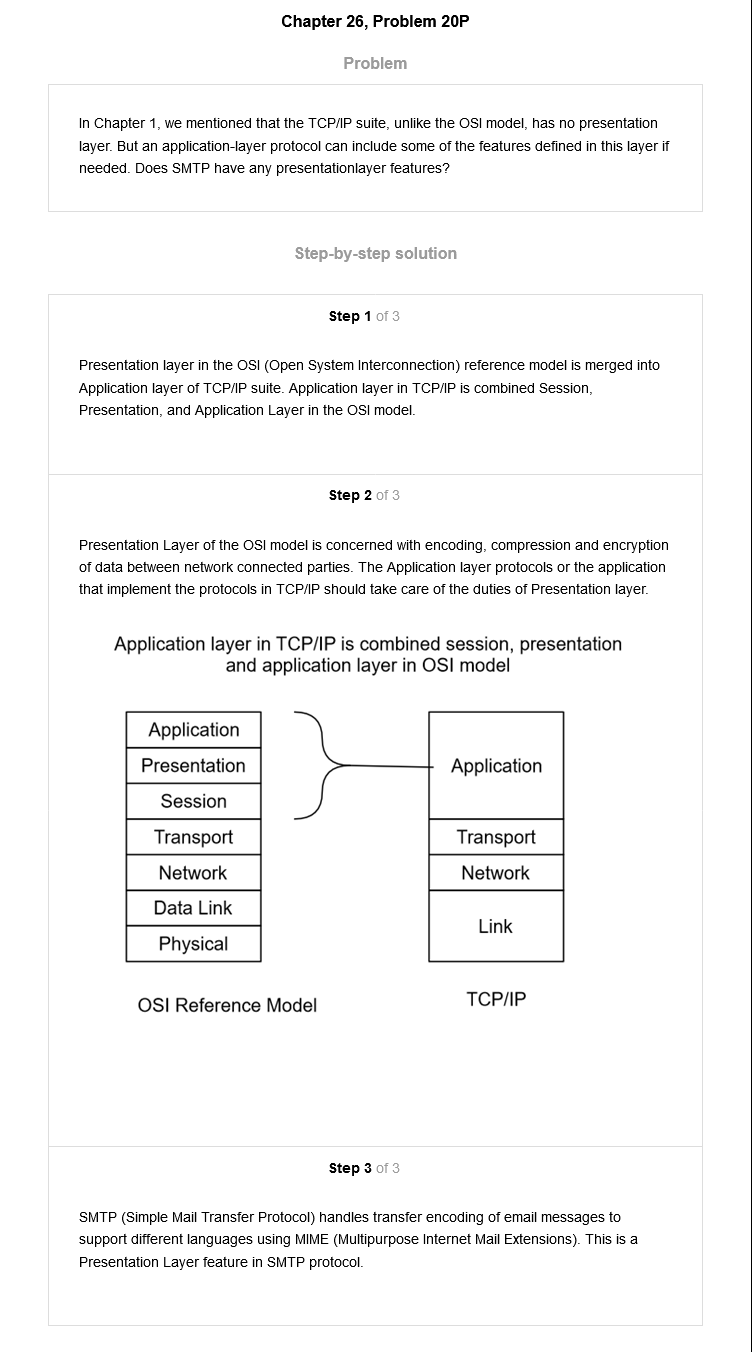 Chapter 26, Problem 20P
Problem
In Chapter 1, we mentioned that the TCP/IP suite, unlike the OSI model, has no presentation
layer. But an application-layer protocol can include some of the features defined in this layer if
needed. Does SMTP have any presentationlayer features?
Step-by-step solution
Step 1 of 3
Presentation layer in the OSI (Open System Interconnection) reference model is merged into
Application layer of TCP/IP suite. Application layer in TCP/IP is combined Session,
Presentation, and Application Layer in the OSI model.
Step 2 of 3
Presentation Layer of the OSI model is concerned with encoding, compression and encryption
of data between network connected parties. The Application layer protocols or the application
that implement the protocols in TCP/IP should take care of the duties of Presentation layer.
Application layer in TCP/IP is combined session, presentation
and application layer in OSI model
Application
Presentation
Session
Transport
Network
Data Link
Physical
OSI Reference Model
Application
Transport
Network
Link
TCP/IP
Step 3 of 3
SMTP (Simple Mail Transfer Protocol) handles transfer encoding of email messages to
support different languages using MIME (Multipurpose Internet Mail Extensions). This is a
Presentation Layer feature in SMTP protocol.